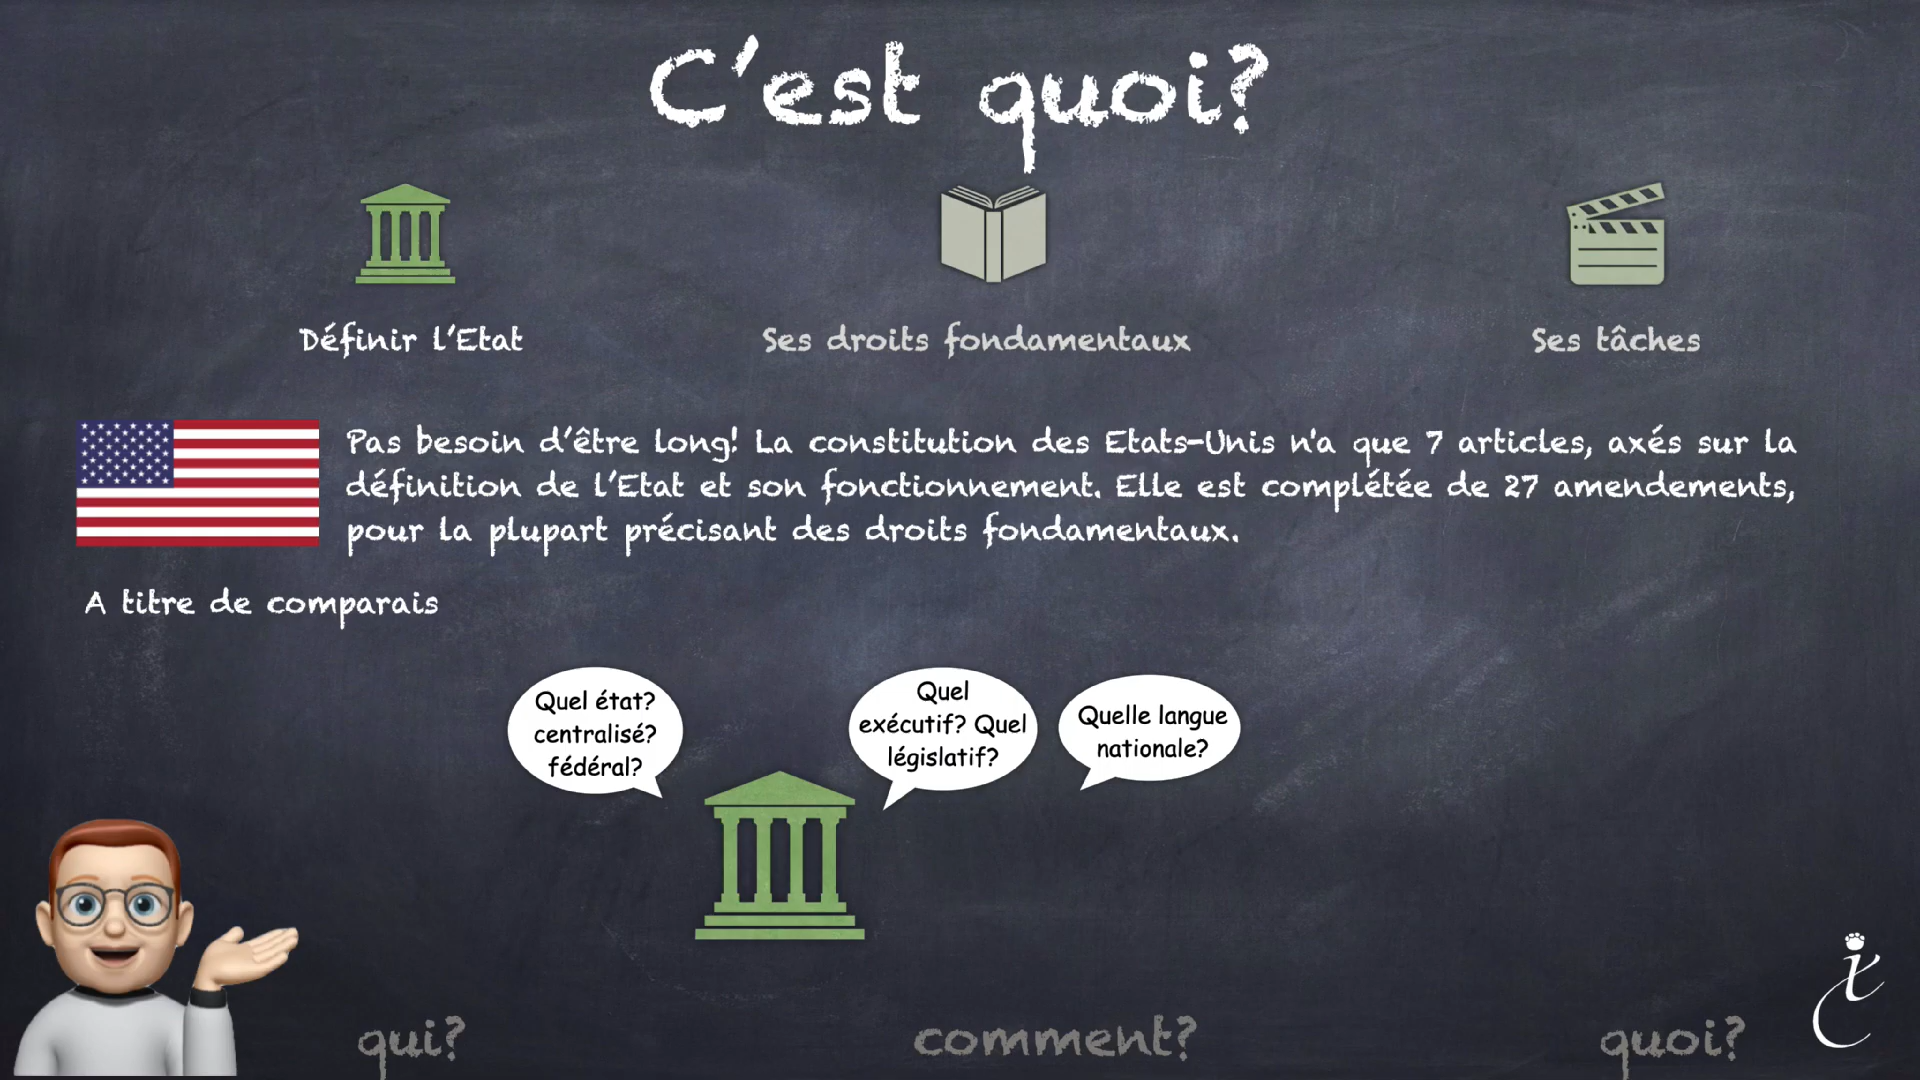 C'est quoi?
Définir l'Etat
Ses droits fondamentaux
Ses tâches
Pas besoin d'être long! La constitution des Etats-Unis n'a que 7 articles, axés sur la
définition de l'Etat et son fonctionnement. Elle est complétée de 27 amendements,
pour la plupart précisant des droits fondamentaux.
A titre de comparais
Quel état?
centralisé?
fédéral?
Quel
exécutif? Quel
législatif?
Quelle langue
nationale?
qui?
comment?
quoi?